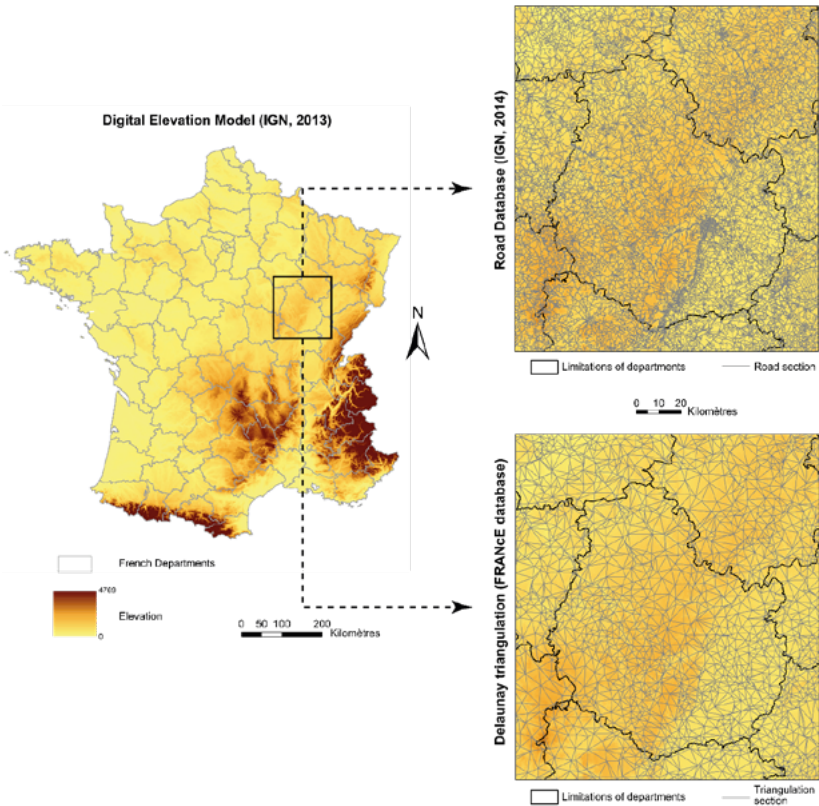 Digital Elevation Model (IGN, 2013)
N
French Departments
4700
Elevation
0
0 50 100 200
Kilomètres
Road Database (IGN, 2014)
Limitations of departments
Road section
0 10 20
Kilomètres
Delaunay triangulation (FRANcE database)
Limitations of departments
Triangulation
section